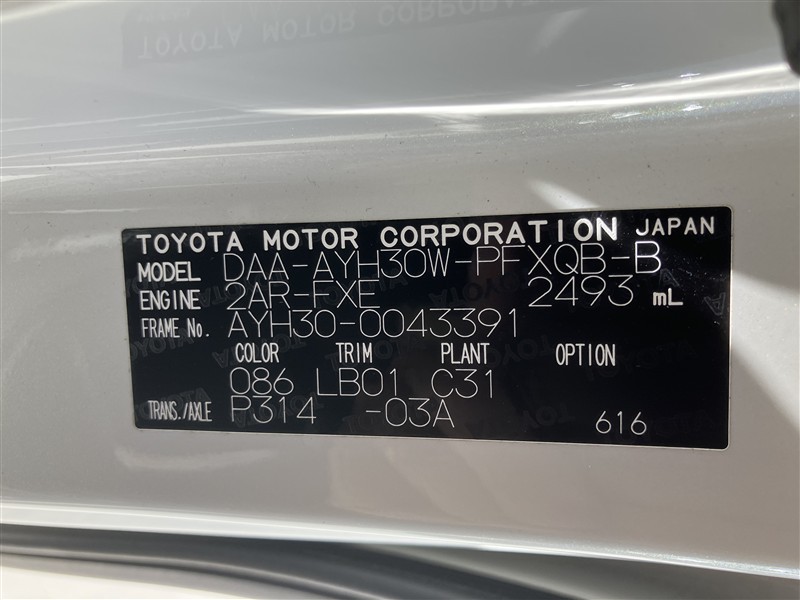 TOYOTA MOTOR CORPORATION JAPAN
MODEL DAA-AYH30W-PFXQB-B
ENGINE 2AR-FXE 2493 mL
FRAME No. AYH30-0043391
COLOR TRIM PLANT OPTION
086 LB01 C31
TRANS./AXLE P314 -03A 616